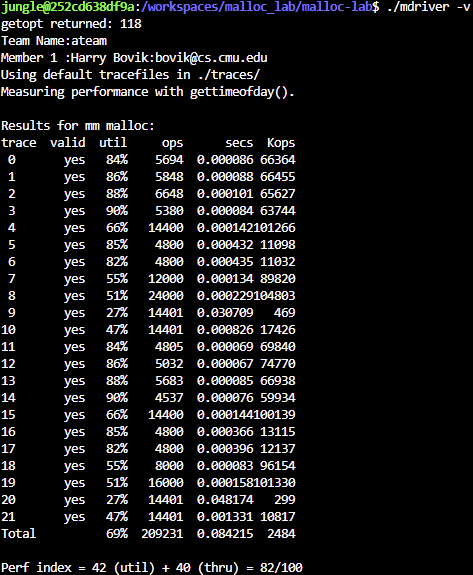 jungle@252cd638df9a:/workspaces/malloc_lab/malloc-lab$ ./mdriver -v
getopt returned: 118
Team Name:ateam
Member 1 :Harry Bovik:bovik@cs.cmu.edu
Using default tracefiles in ./traces/
Measuring performance with gettimeofday().

Results for mm malloc:
trace  valid  util     ops      secs  Kops
 0       yes   84%    5694  0.000086 66364
 1       yes   86%    5848  0.000088 66455
 2       yes   88%    6648  0.000101 65627
 3       yes   90%    5380  0.000084 63744
 4       yes   66%   14400  0.000142101266
 5       yes   85%    4800  0.000432 11098
 6       yes   82%    4800  0.000435 11032
 7       yes   55%   12000  0.000134 89820
 8       yes   51%   24000  0.000229104803
 9       yes   27%   14401  0.030709   469
10       yes   47%   14401  0.000826 17426
11       yes   84%    4805  0.000069 69840
12       yes   86%    5032  0.000067 74770
13       yes   88%    5683  0.000085 66938
14       yes   90%    4537  0.000076 59934
15       yes   66%   14400  0.000144100139
16       yes   85%    4800  0.000366 13115
17       yes   82%    4800  0.000396 12137
18       yes   55%    8000  0.000083 96154
19       yes   51%   16000  0.000158101330
20       yes   27%   14401  0.048174   299
21       yes   47%   14401  0.001331 10817
Total          69%  209231  0.084215  2484

Perf index = 42 (util) + 40 (thru) = 82/100